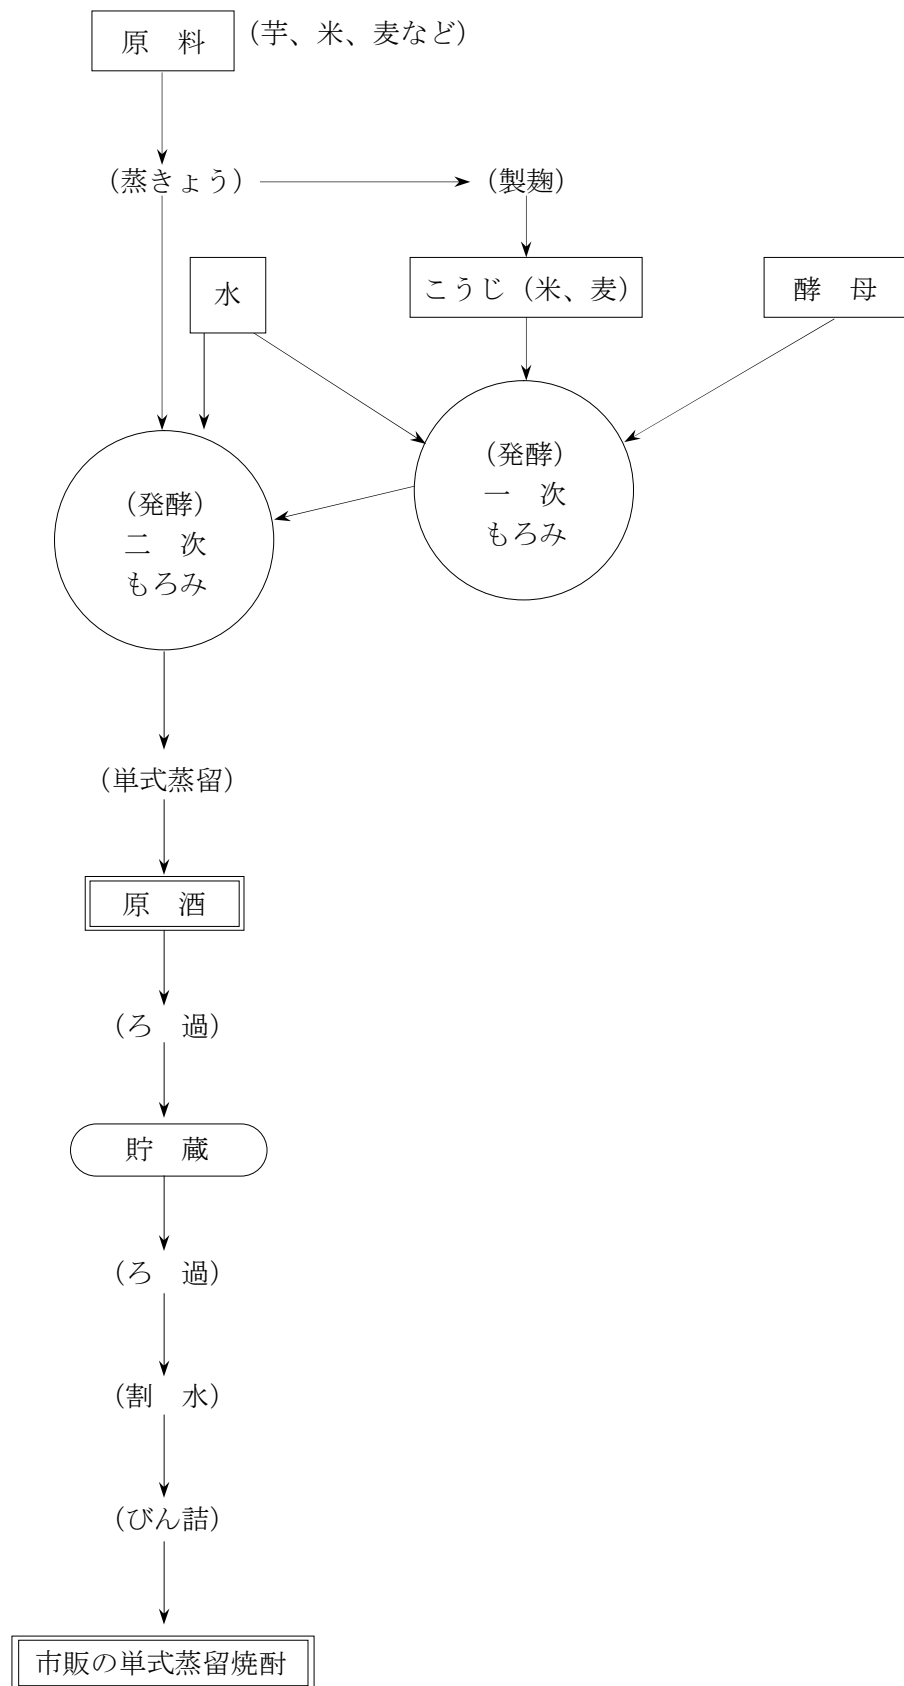 原　料
（芋、米、麦など）
（蒸きょう）
（製麹）
水
こうじ（米、麦）
酵　母
（発酵）
一　次
もろみ
（発酵）
二　次
もろみ
（単式蒸留）
原　酒
（ろ　過）
貯　蔵
（ろ　過）
（割　水）
（びん詰）
市販の単式蒸留焼酎